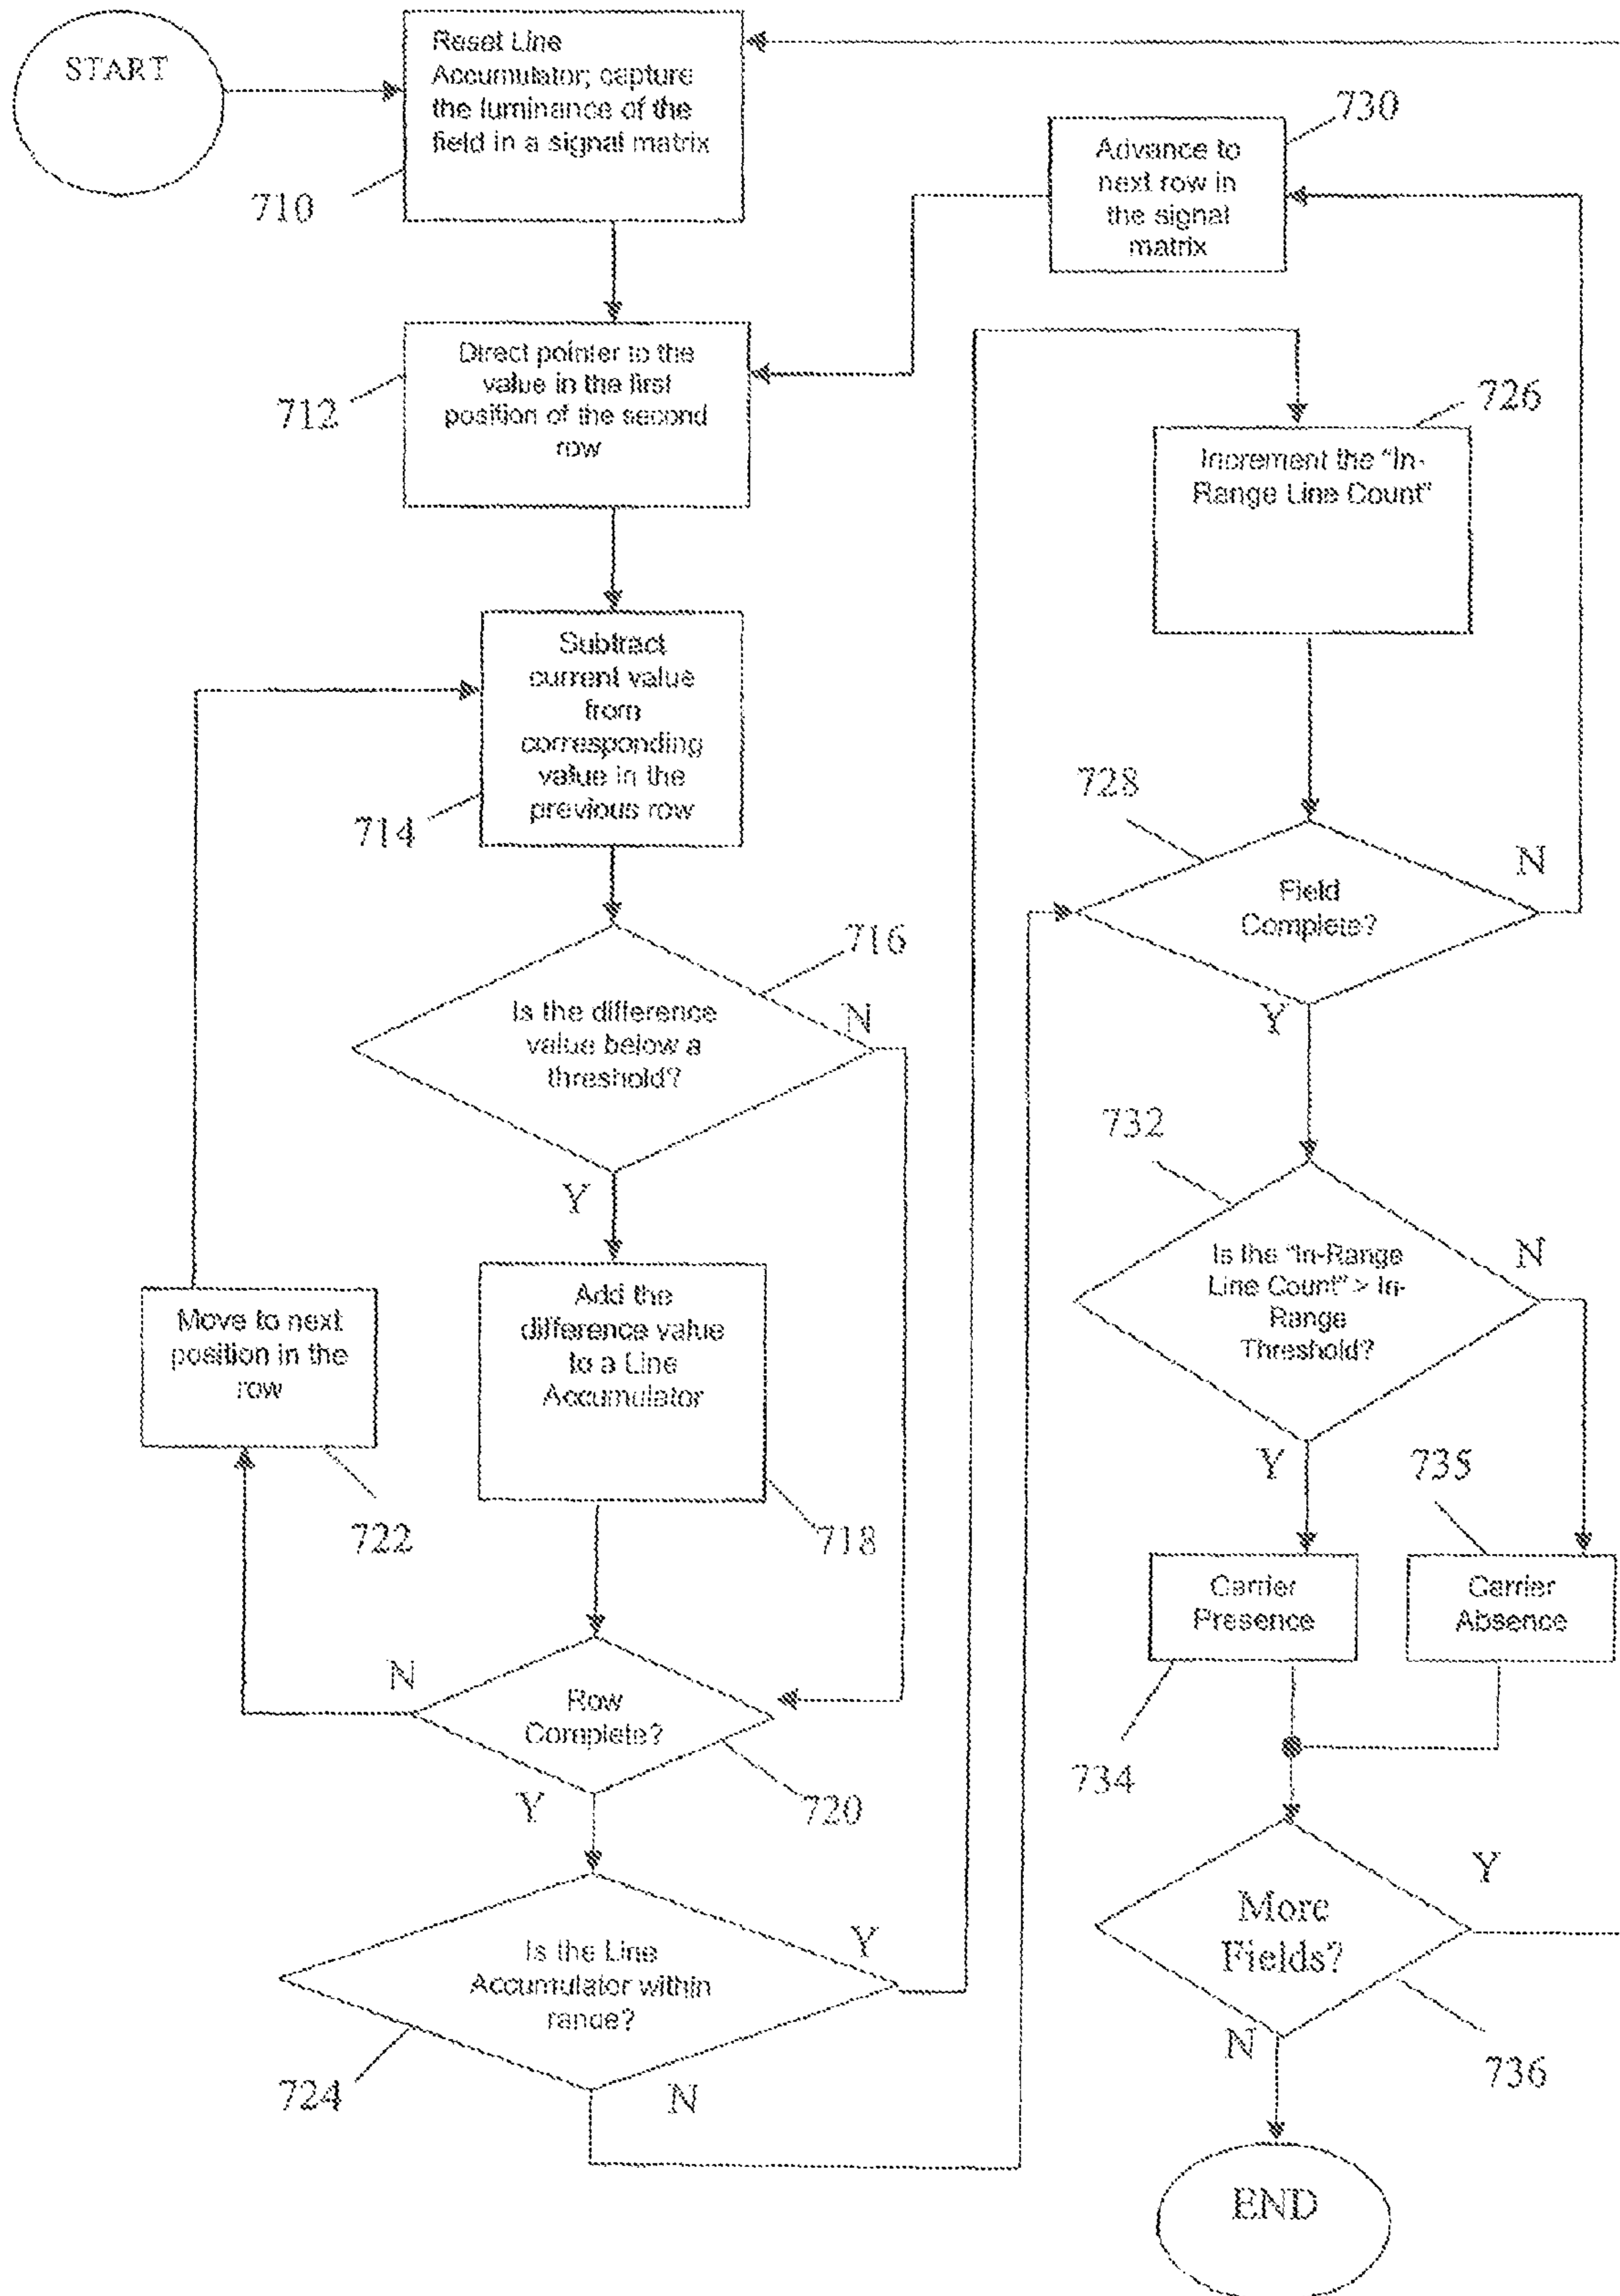 START
Reset Line
Accumulator; capture
the luminance of the
field in a signal matrix
710
730
Advance to
next row in
the signal
matrix
Direct pointer to the
value in the first
position of the second
row
712
726
Increment the "In-
Range Line Count"
Subtract
current value
from
corresponding
value in the
previous row
714
728
Field
Complete?
N
Y
716
Is the difference
value below a
threshold?
N
Y
732
Is the "In-Range
Line Count" > In-
Range
Threshold?
N
Y
Add the
difference value
to a Line
Accumulator
718
Move to next
position in the
row
722
735
Carrier
Presence
Carrier
Absence
734
N
Row
Complete?
Y
720
Is the Line
Accumulator within
range?
Y
724
N
More
Fields?
Y
N
736
END